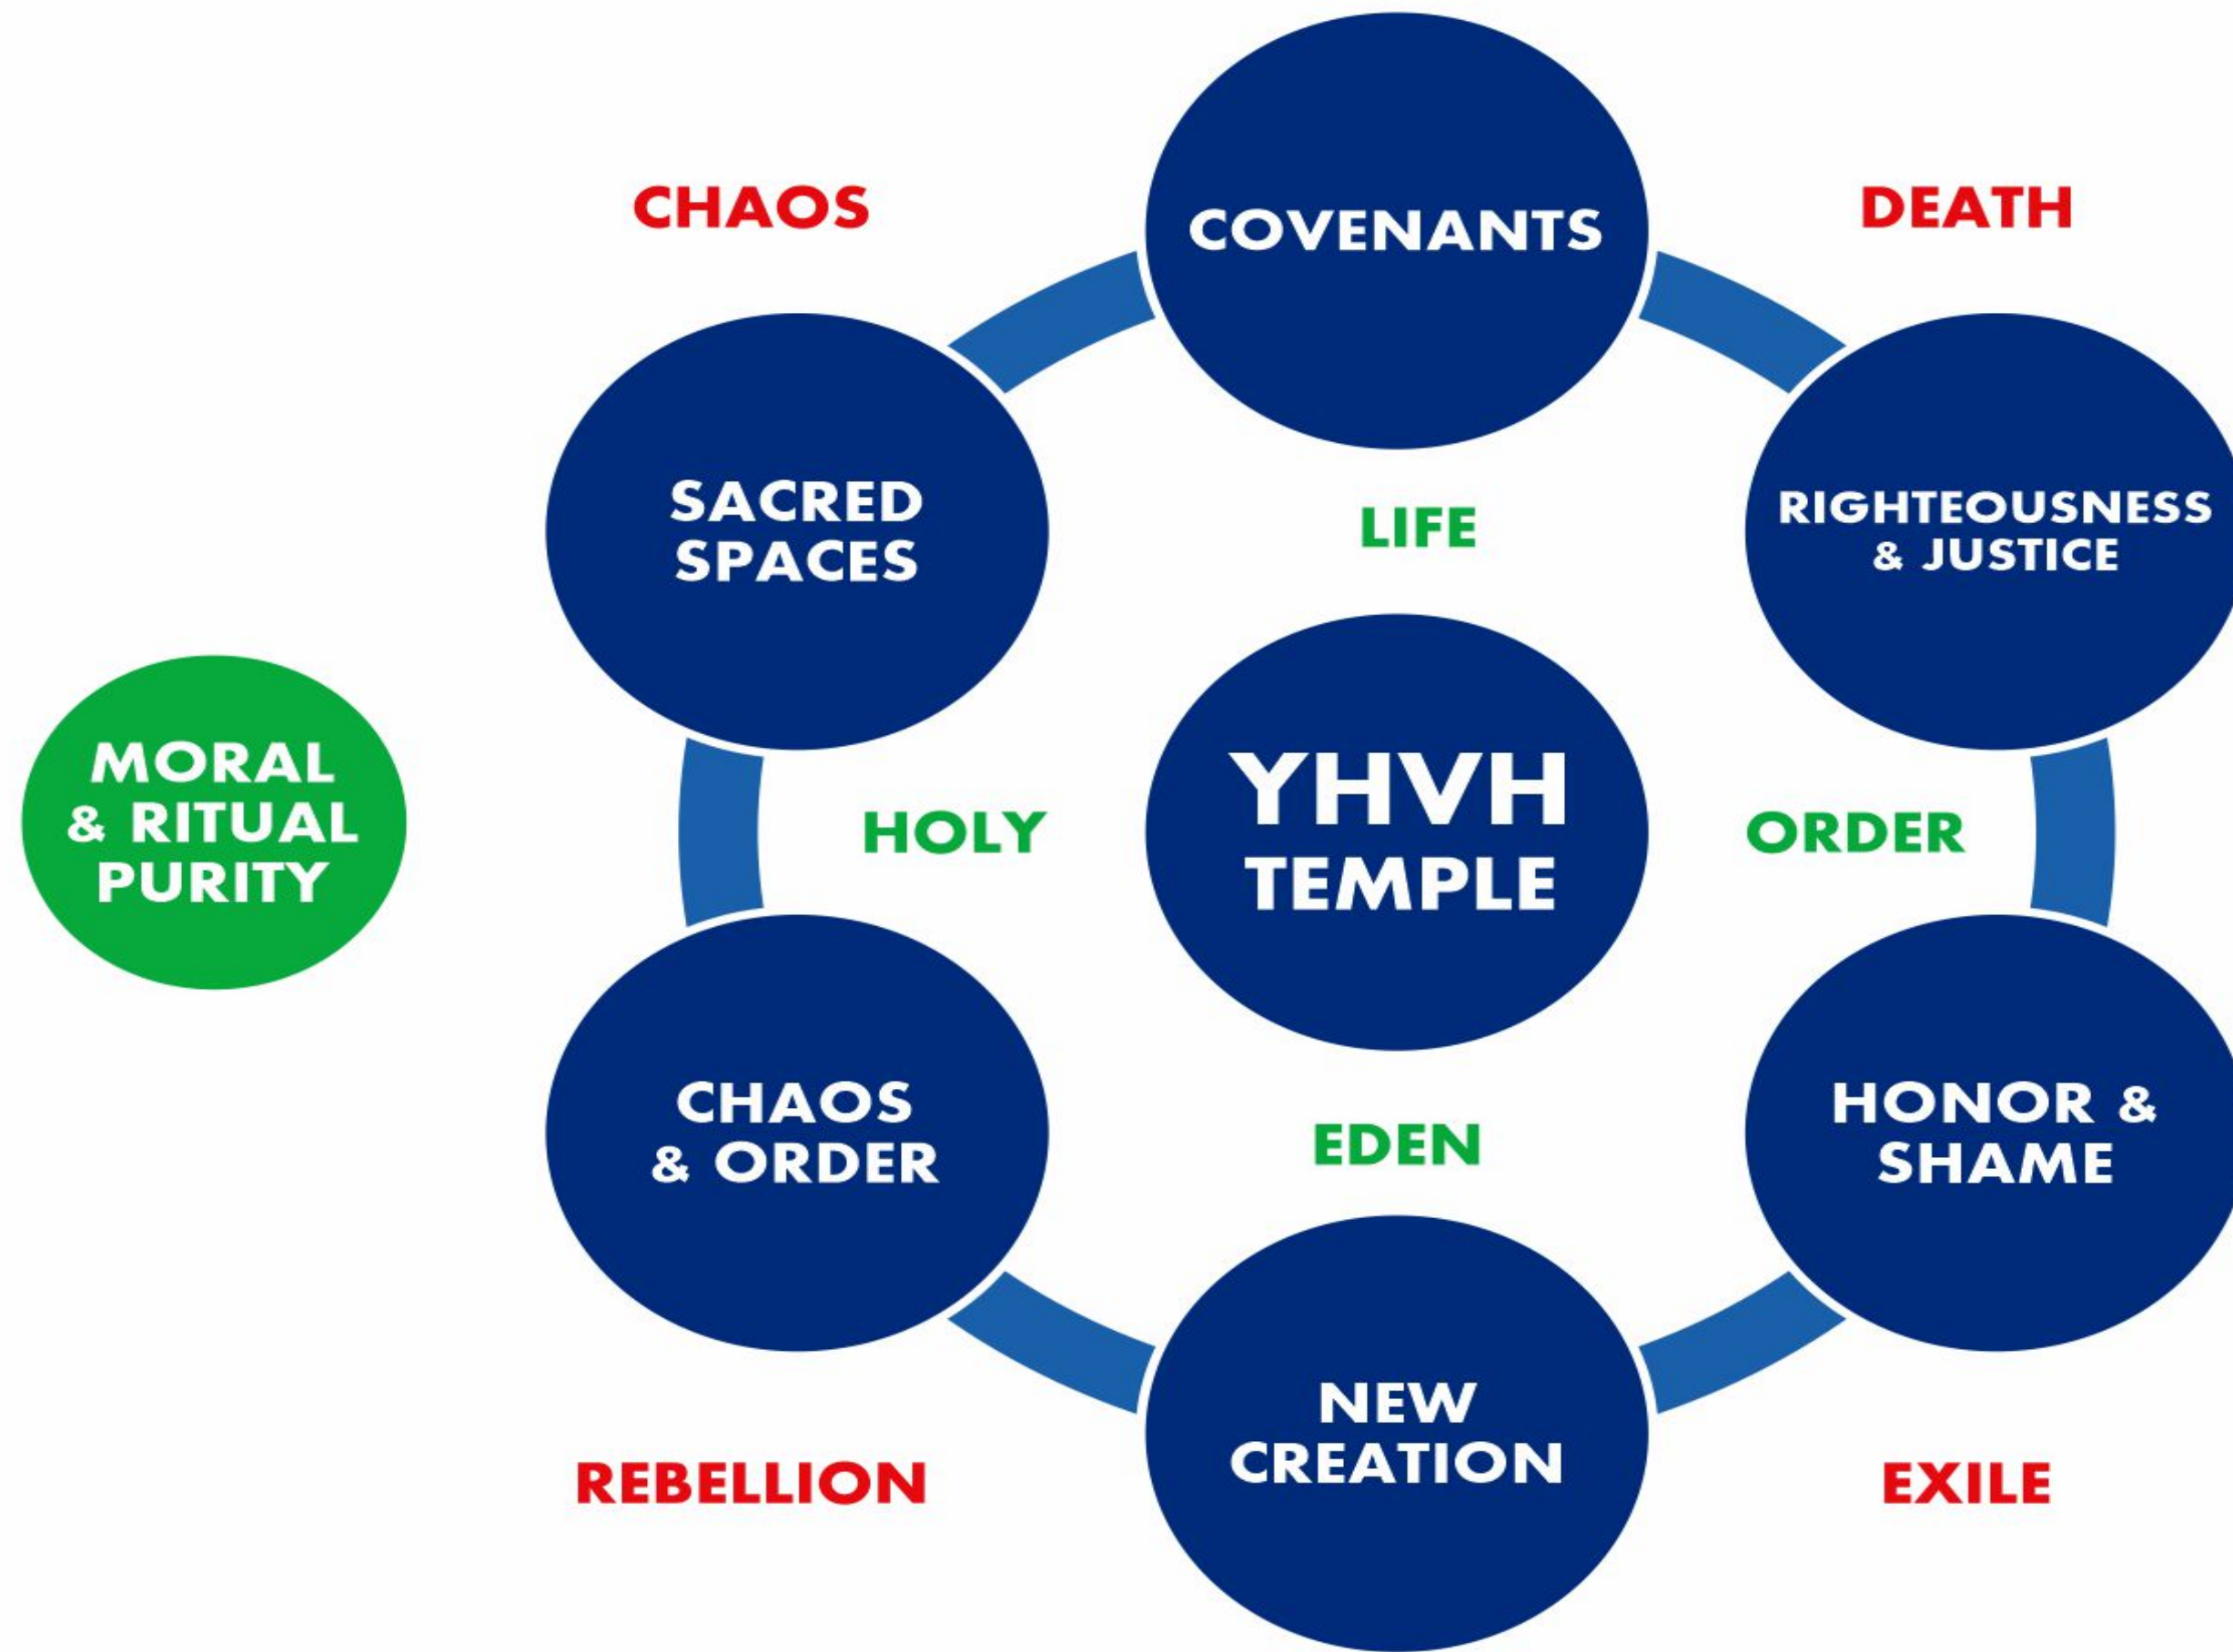 CHAOS
COVENANTS
DEATH
SACRED
SPACES
LIFE
RIGHTEOUSNESS
& JUSTICE
MORAL
& RITUAL
PURITY
HOLY
YHVH
TEMPLE
ORDER
CHAOS
& ORDER
EDEN
HONOR &
SHAME
REBELLION
NEW
CREATION
EXILE